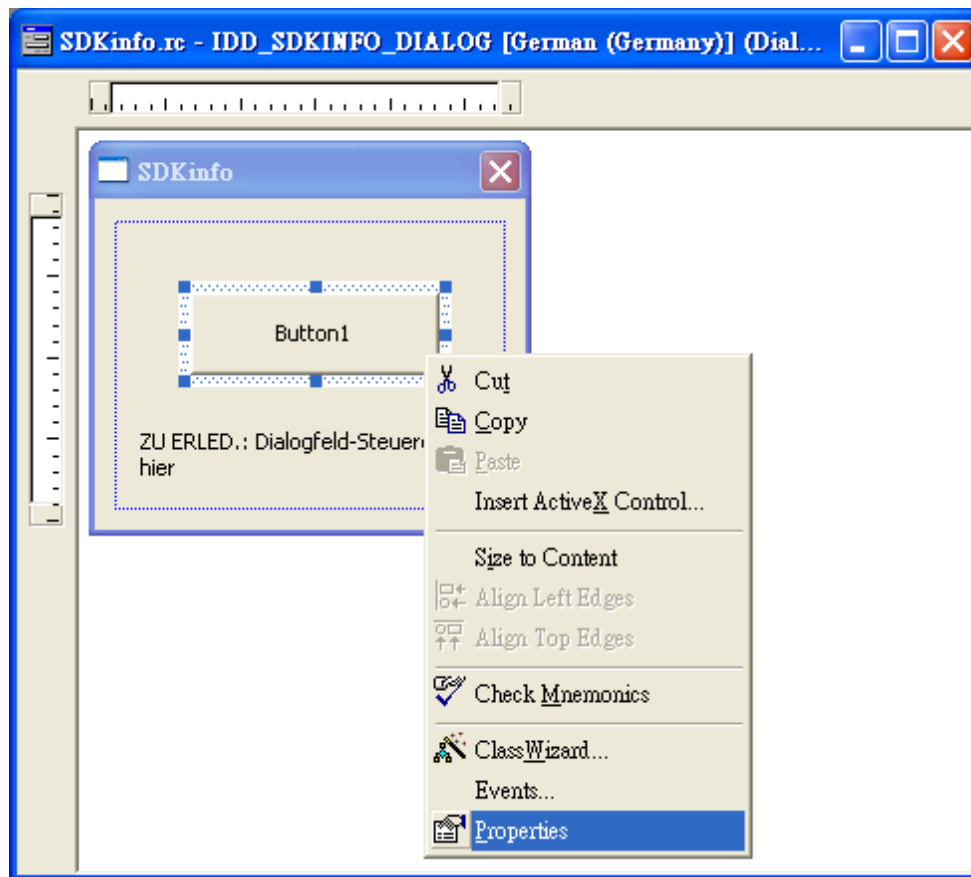 SDKinfo.rc - IDD_SDKINFO_DIALOG [German (Germany)] (Dial...
SDKinfo
Button1
ZU ERLED.: Dialogfeld-Steuer
hier
Cut
Copy
Paste
Insert ActiveX Control...
Size to Content
Align Left Edges
Align Top Edges
Check Mnemonics
ClassWizard...
Events...
Properties